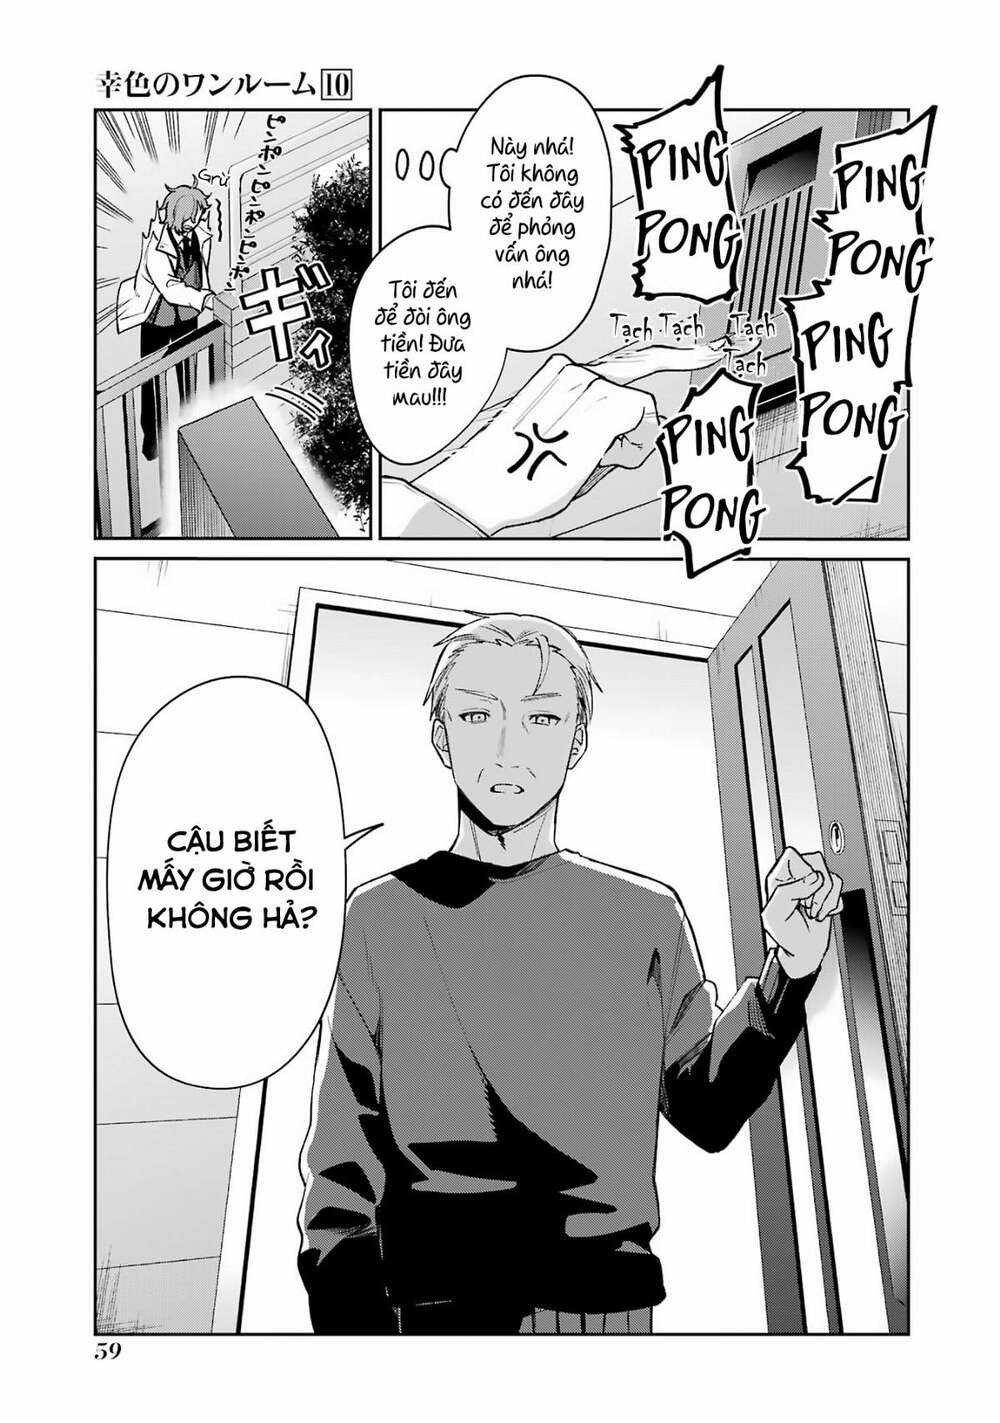 幸色のワンルーム 10
PING
PONG
PING
PONG
PING
PONG
PING
PONG
Tạch Tạch
Tạch
Tạch
Này nhá!
Tôi không
có đến đây
để phỏng
vấn ông
nhá!
Tôi đến
để đòi ông
tiền! Đưa
tiền đây
mau!!!
ピンポンピンポンピンポン
Grừ
ギィ
CẬU BIẾT
MẤY GIỜ RỒI
KHÔNG HẢ?
59